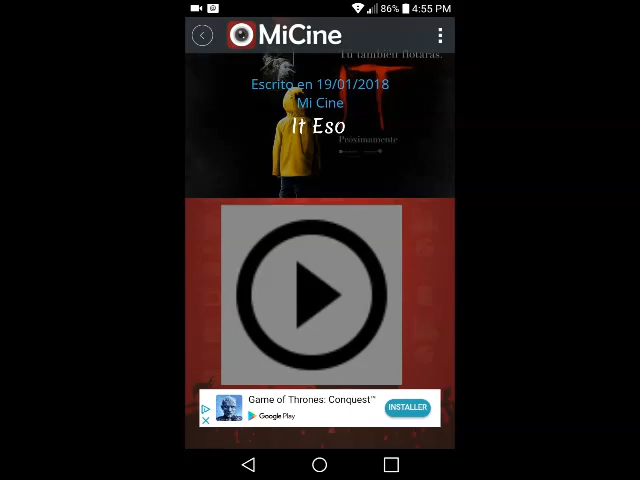 86% 4:55 PM
MiCine
Tú también flotarás.
Escrito en 19/01/2018
Mi Cine
It Eso
Próximamente
Game of Thrones: Conquest™
Google Play
INSTALLER